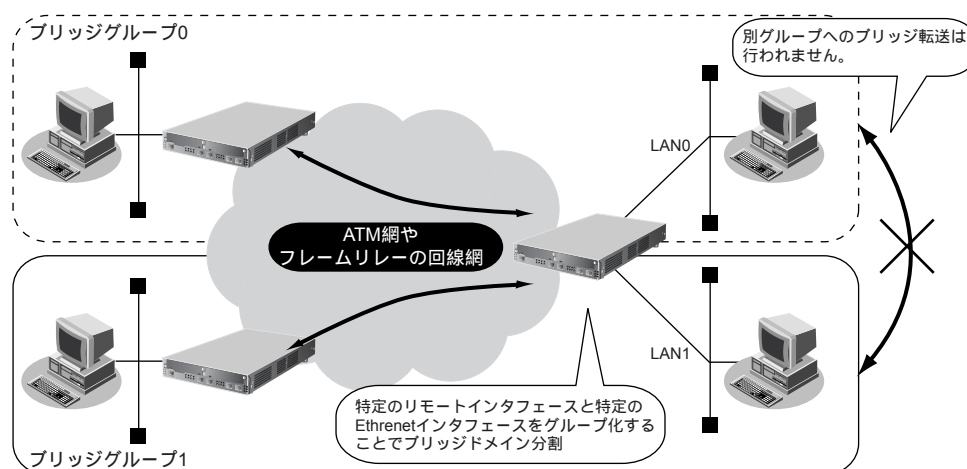 ブリッジグループ0
別グループへのブリッジ転送は
行われません。
LAN0
ATM網や
フレームリレーの回線網
LAN1
特定のリモートインタフェースと特定の
Ethrenetインタフェースをグループ化する
ことでブリッジドメイン分割
ブリッジグループ1